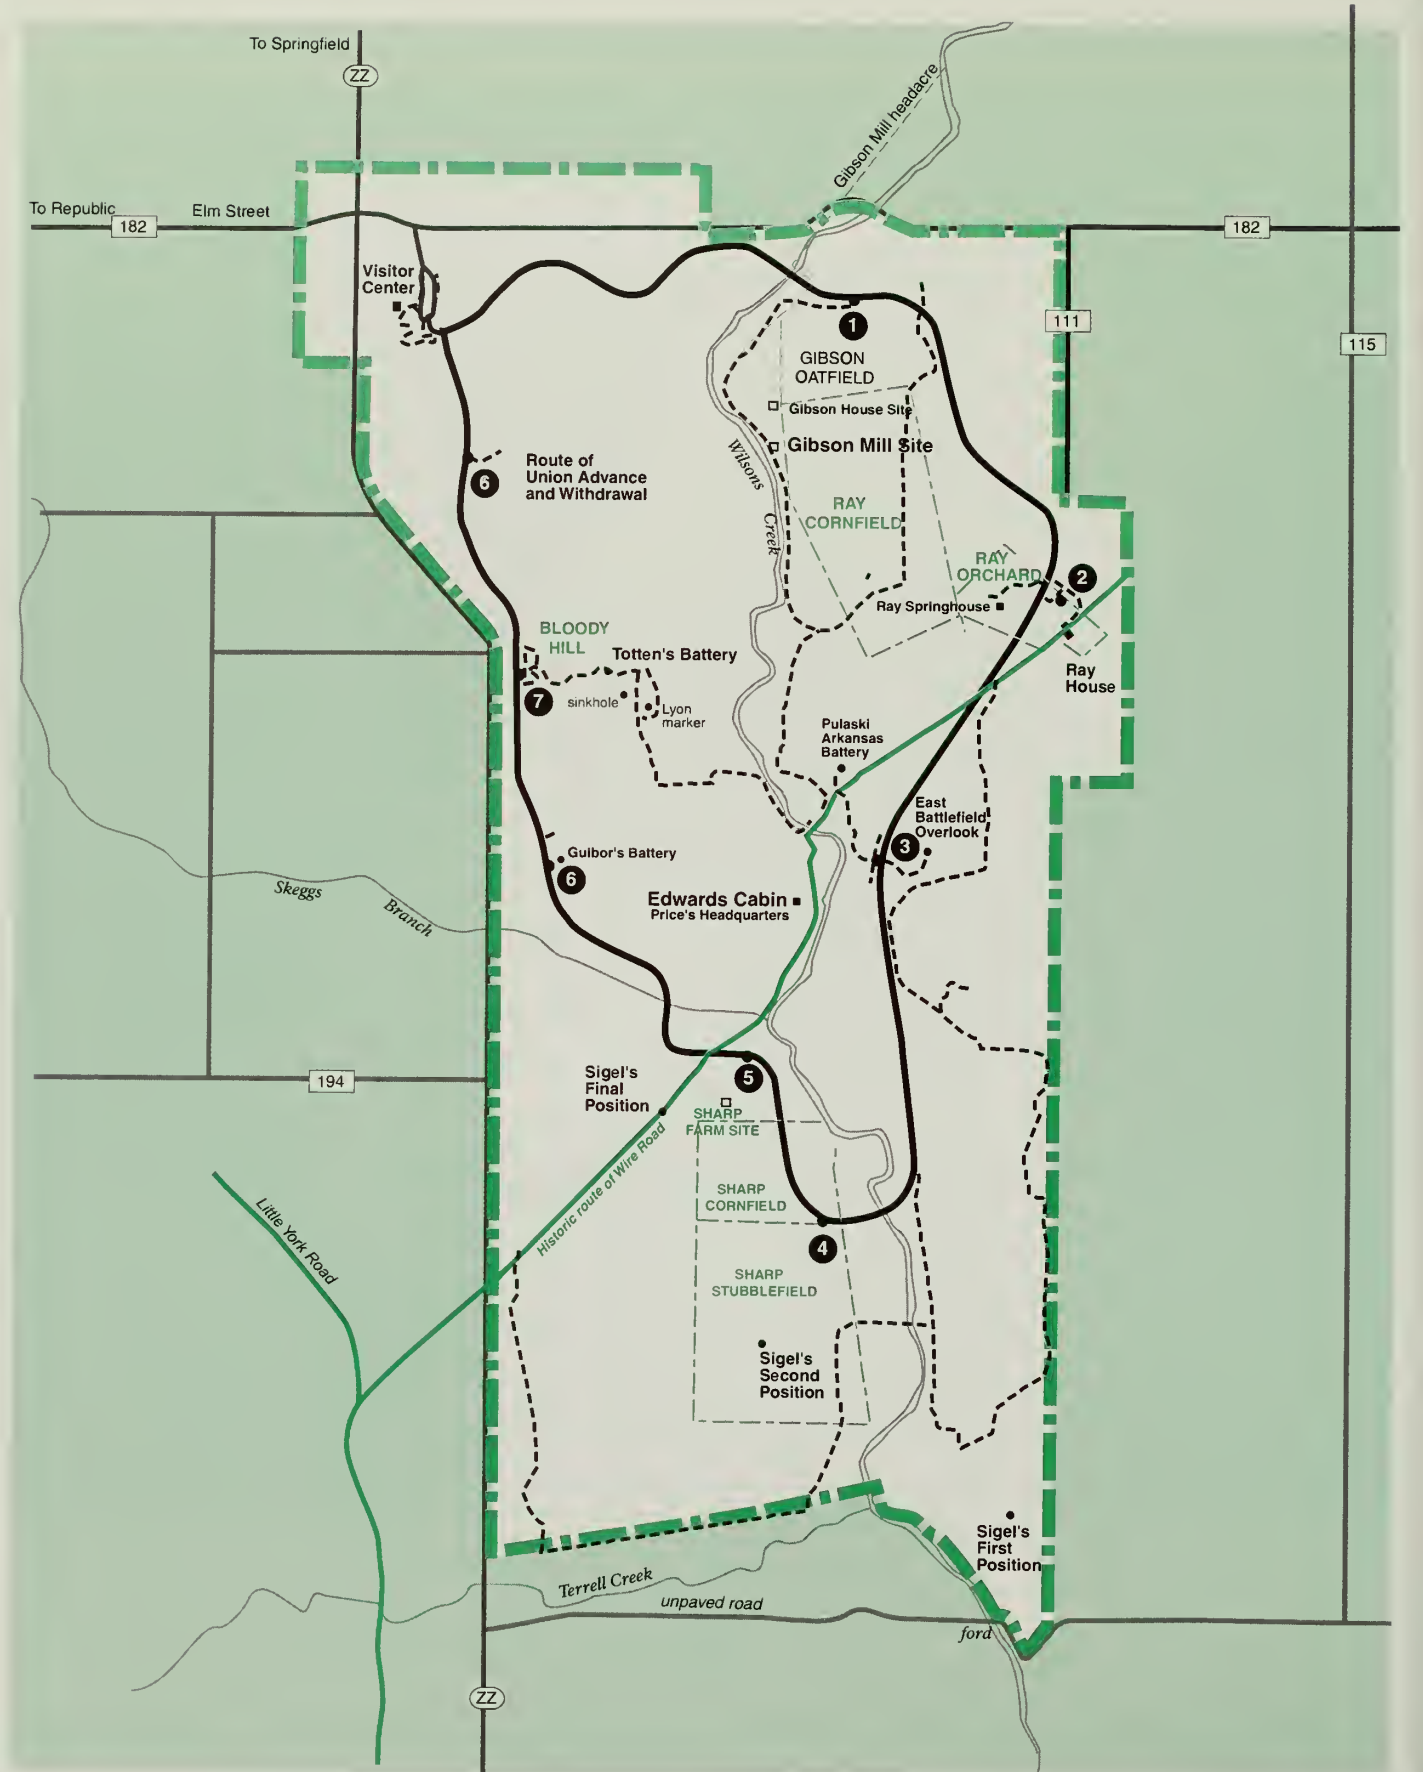 To Springfield
ZZ
Gibson Mill headacre
To Republic
182
Elm Street
182
Visitor
Center
111
115
1
GIBSON
OATFIELD
Gibson House Site
Gibson Mill Site
Wilsons
Creek
6
Route of
Union Advance
and Withdrawal
RAY
CORNFIELD
RAY
ORCHARD
2
Ray Springhouse
Ray
House
BLOODY
HILL
Totten's Battery
7
sinkhole
Lyon
marker
Pulaski
Arkansas
Battery
East
Battlefield
Overlook
3
Guibor's Battery
6
Edwards Cabin
Price's Headquarters
Skeggs
Branch
194
Sigel's
Final
Position
5
SHARP
FARM SITE
Historic route of Wire Road
SHARP
CORNFIELD
4
Little York Road
SHARP
STUBBLEFIELD
Sigel's
Second
Position
Sigel's
First
Position
Terrell Creek
unpaved road
ford
ZZ